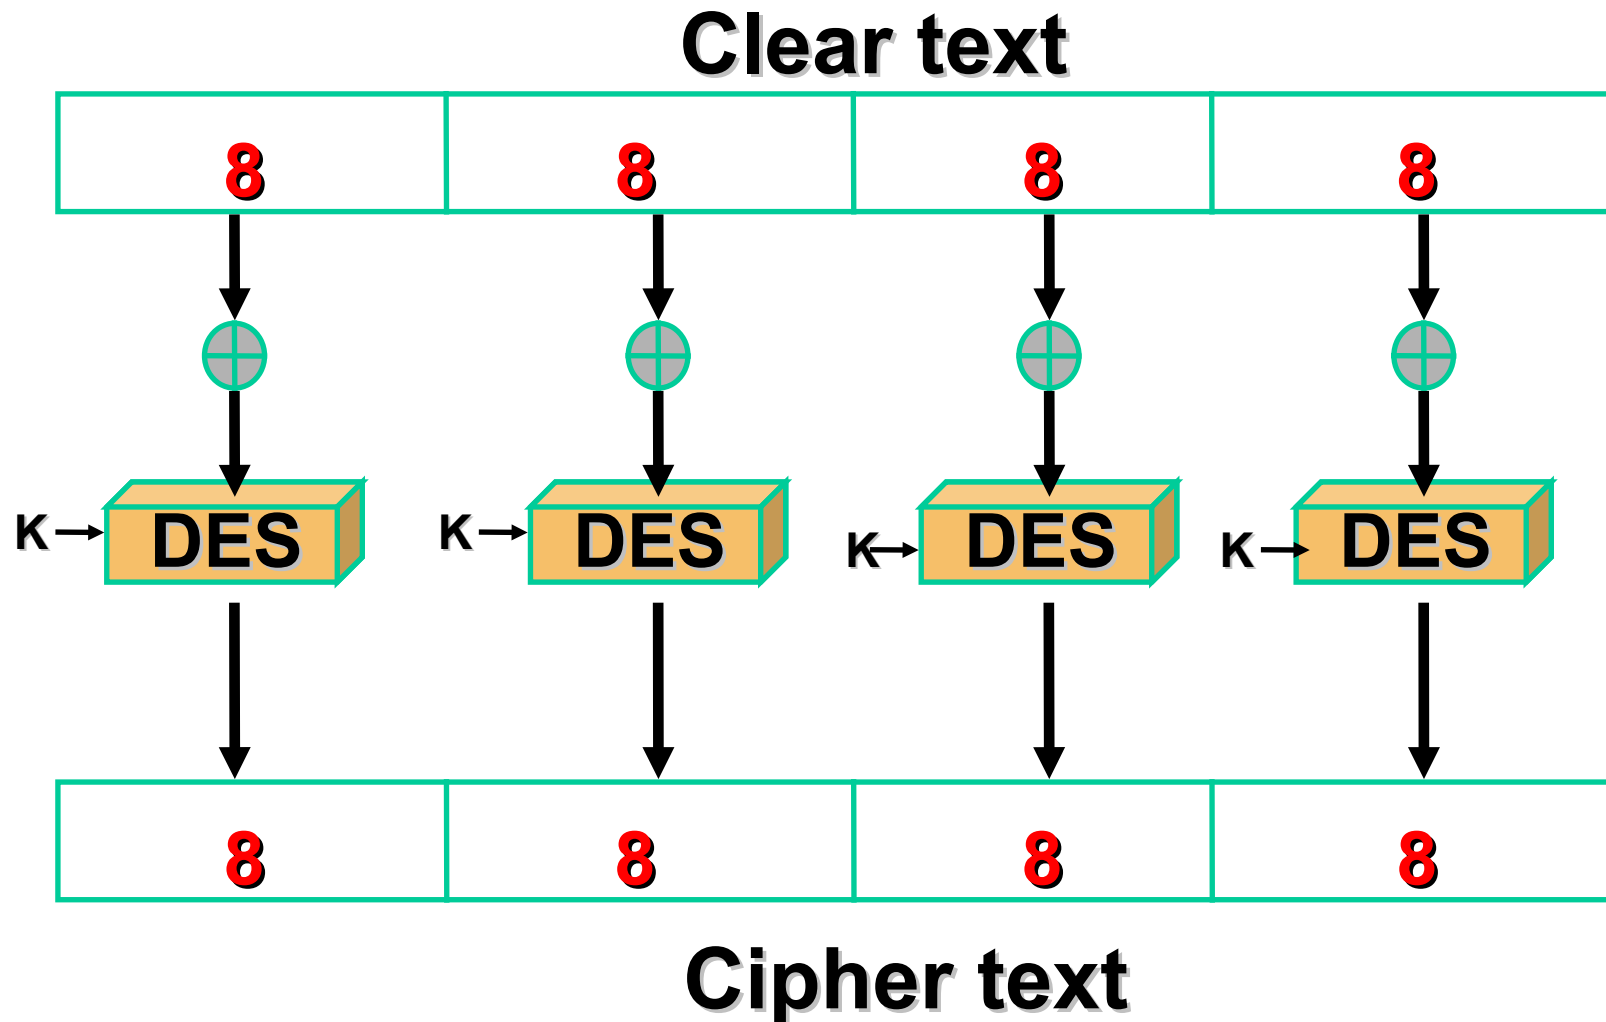 Clear text
8 8 8 8
K DES K DES K DES K DES
8 8 8 8
Cipher text